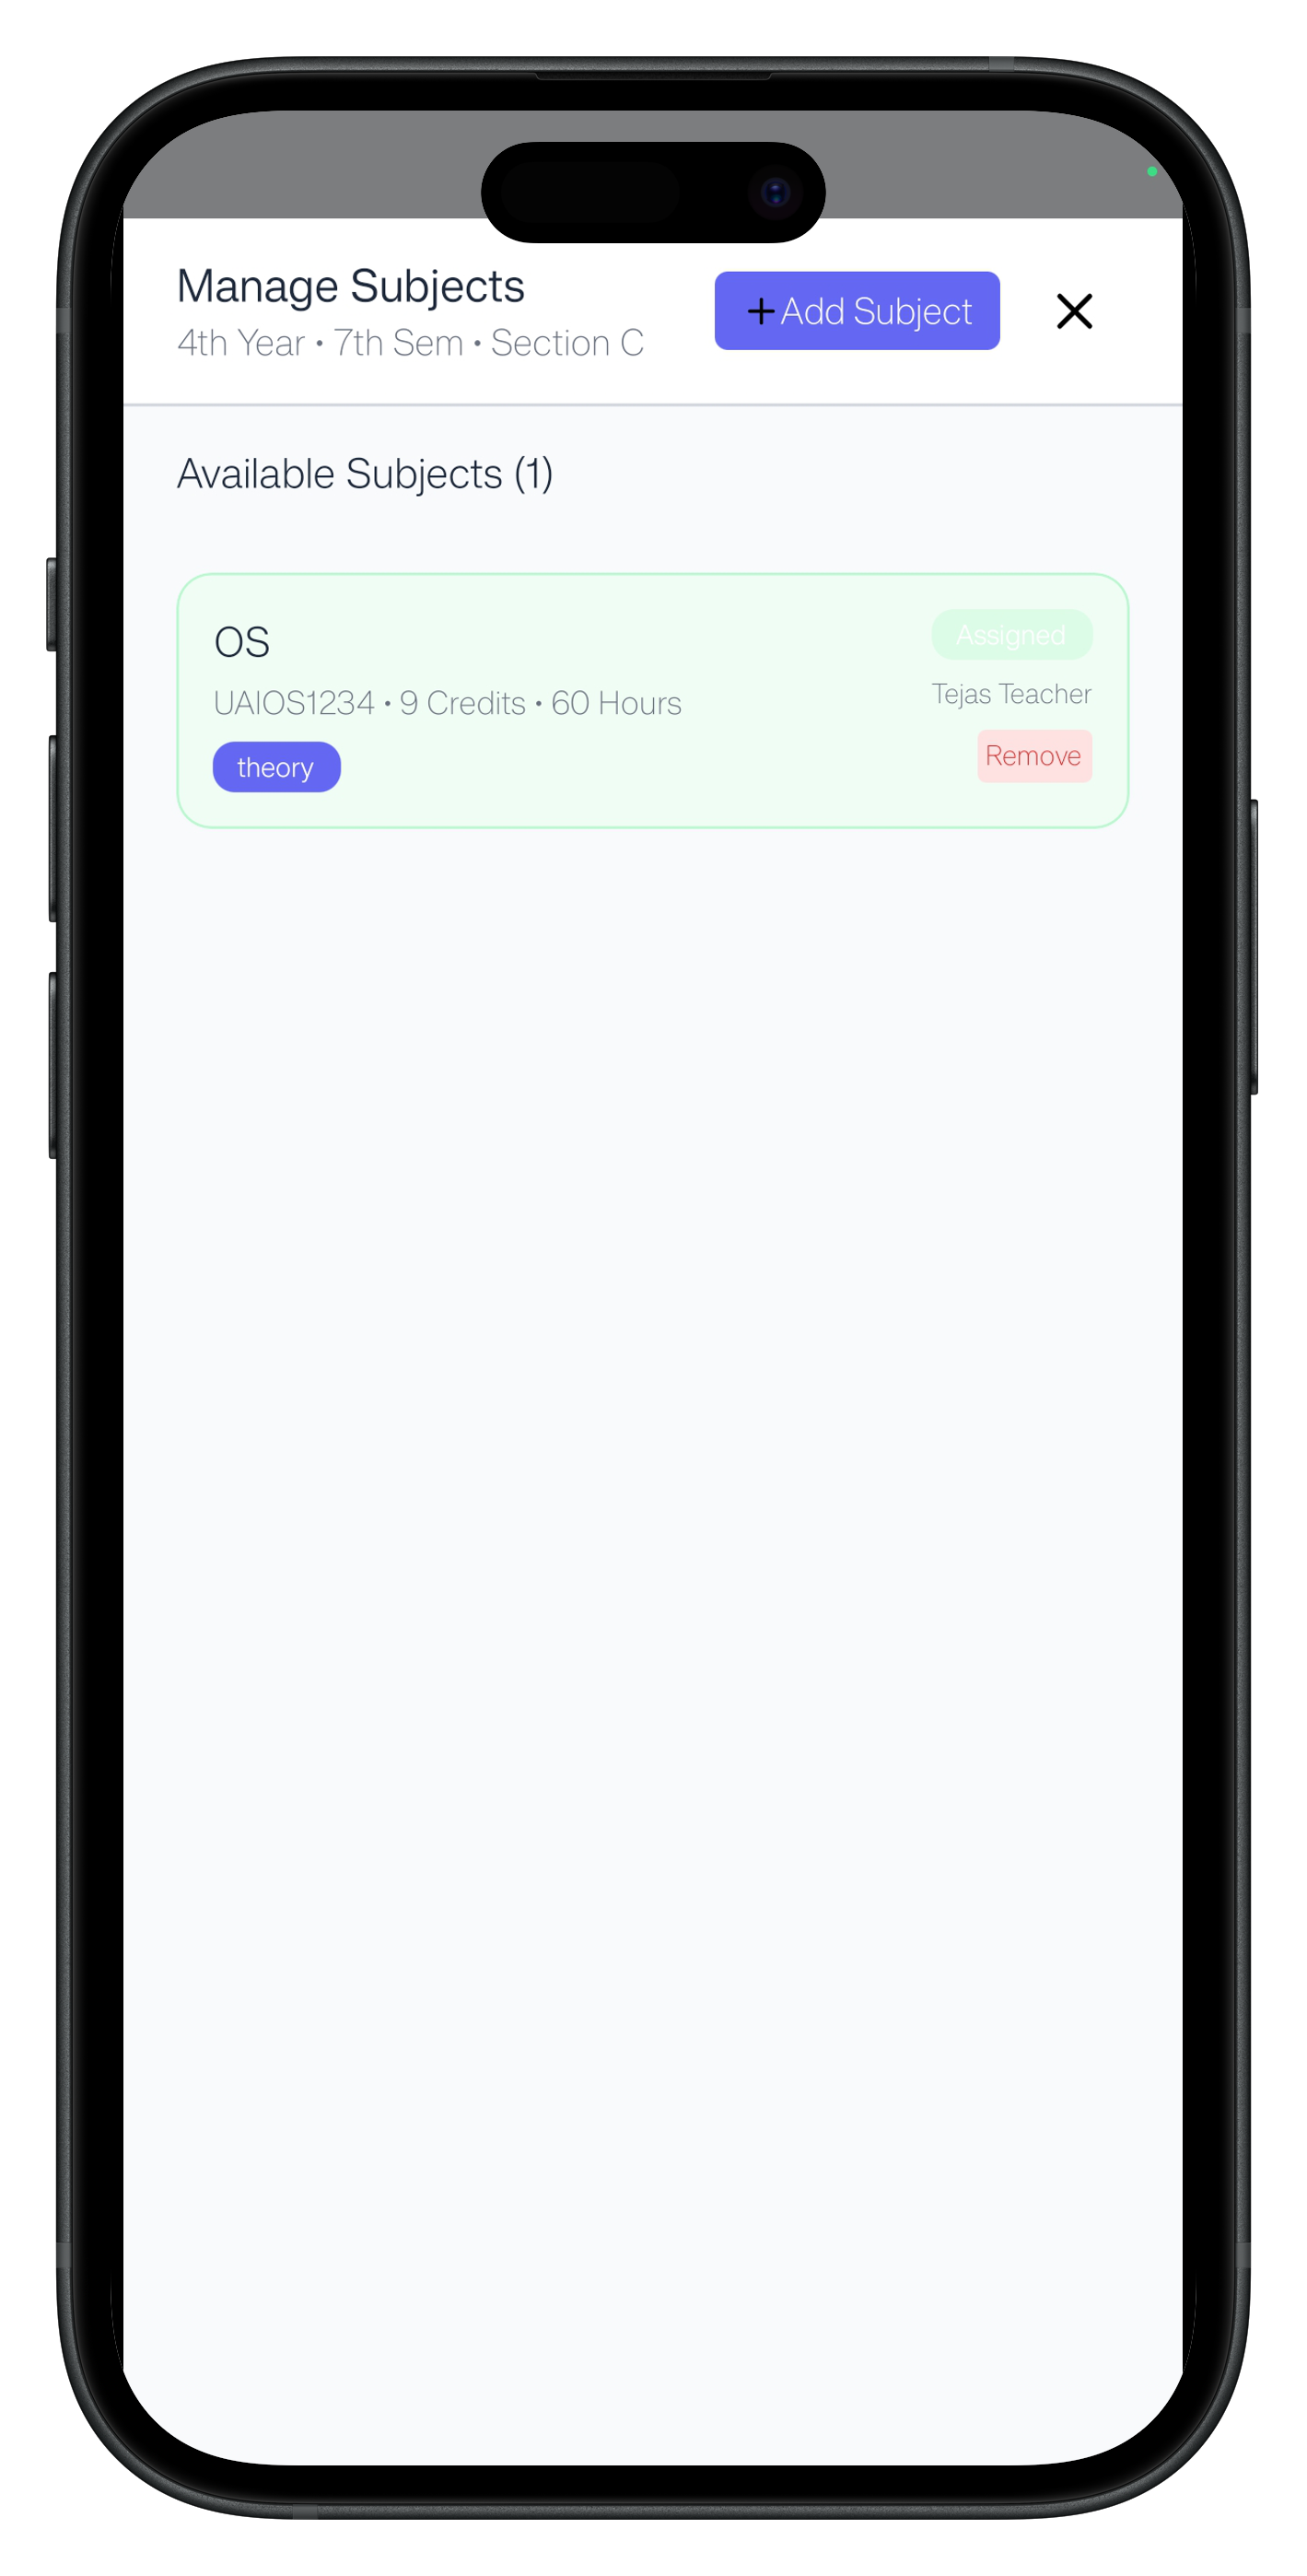 Manage Subjects
4th Year • 7th Sem • Section C
+ Add Subject
Available Subjects (1)
OS
UAIOS1234 • 9 Credits • 60 Hours
theory
Assigned
Tejas Teacher
Remove